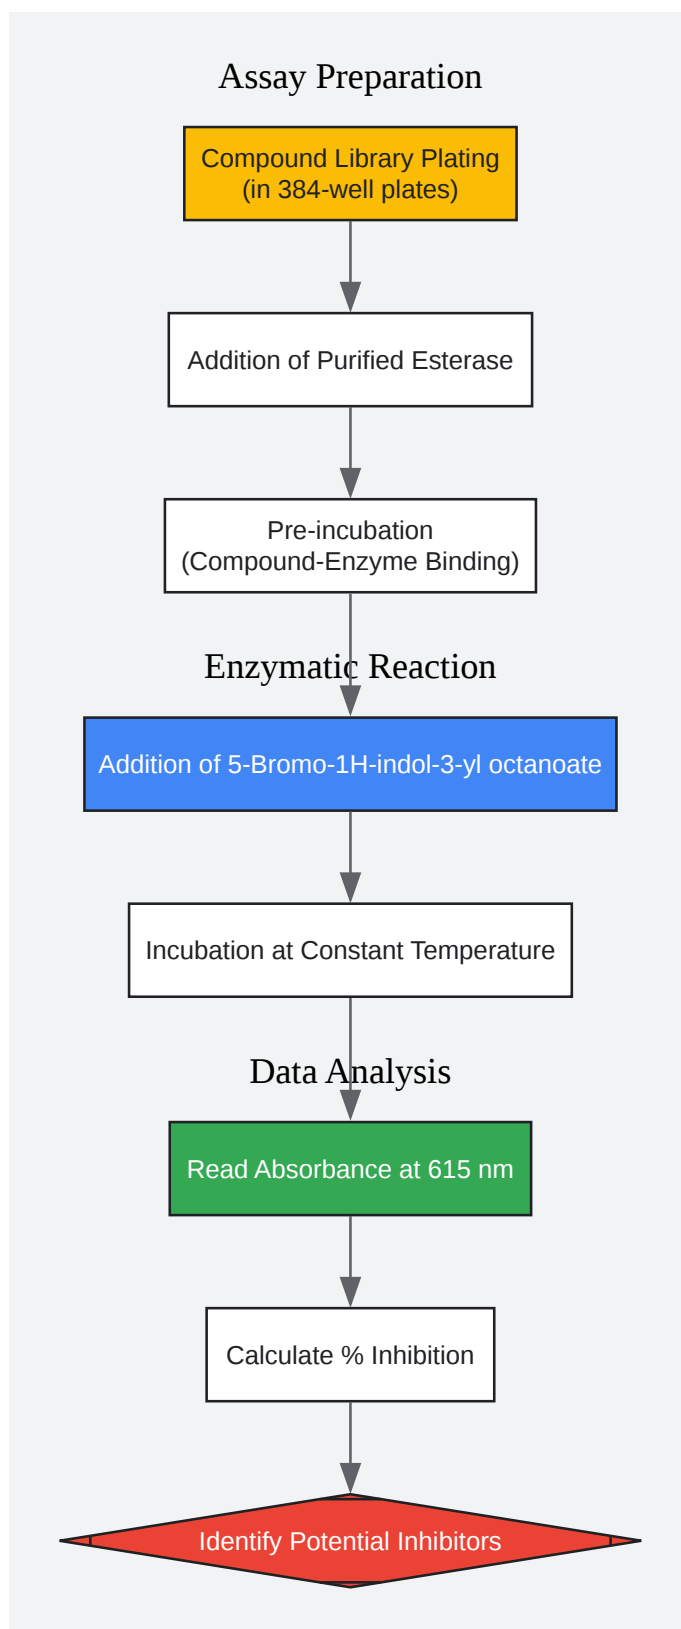 Assay Preparation
Compound Library Plating
(in 384-well plates)
Addition of Purified Esterase
Pre-incubation
(Compound-Enzyme Binding)
Enzymatic Reaction
Addition of 5-Bromo-1H-indol-3-yl octanoate
Incubation at Constant Temperature
Data Analysis
Read Absorbance at 615 nm
Calculate % Inhibition
Identify Potential Inhibitors